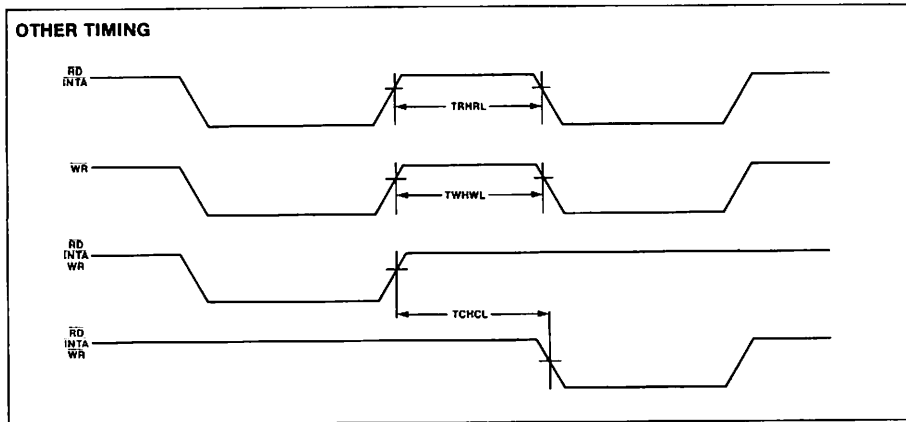 OTHER TIMING
RD
INTA
TRHRL
WR
TWHWL
RD
INTA
WR
TCHCL
RD
INTA
WR